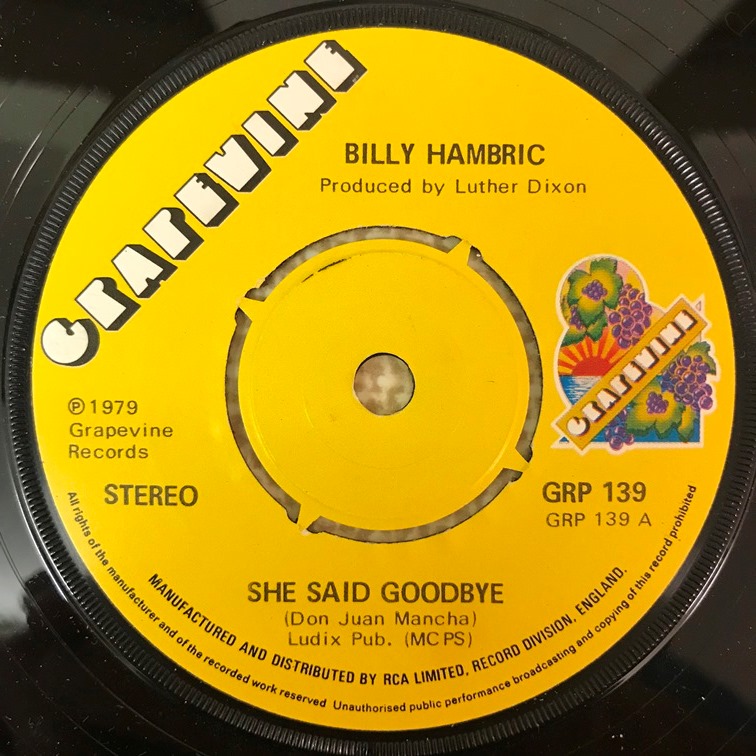 GRAPEVINE
BILLY HAMBRIC
Produced by Luther Dixon
GRAPEVINE
℗ 1979
Grapevine
Records
STEREO
GRP 139
GRP 139 A
SHE SAID GOODBYE
(Don Juan Mancha)
Ludix Pub. (MCPS)
MANUFACTURED AND DISTRIBUTED BY RCA LIMITED, RECORD DIVISION, ENGLAND.
All rights of the manufacturer and of the recorded work reserved Unauthorised public performance broadcasting and copying of this record prohibited